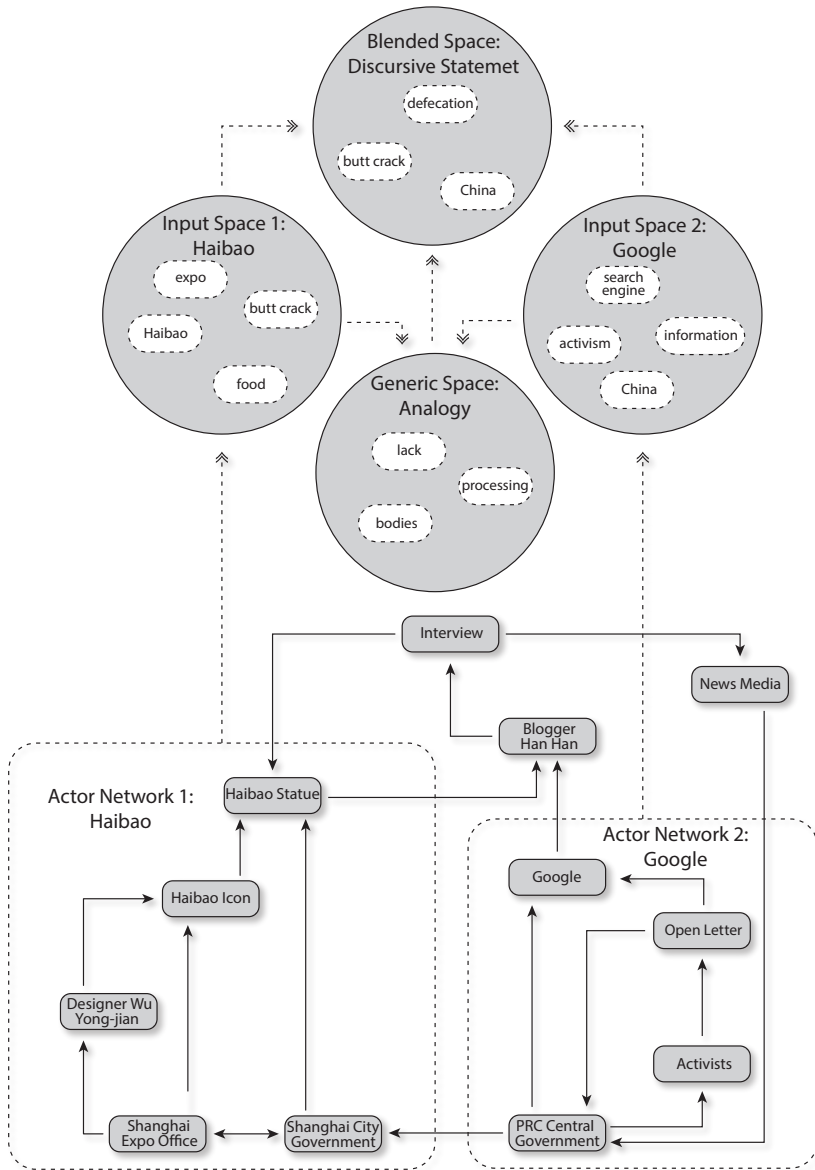 Blended Space:
Discursive Statemet
defecation
butt crack
China
Input Space 1:
Haibao
expo
butt crack
Haibao
food
Input Space 2:
Google
search
engine
information
activism
China
Generic Space:
Analogy
lack
processing
bodies
Interview
News Media
Blogger
Han Han
Actor Network 1:
Haibao
Haibao Statue
Haibao Icon
Designer Wu
Yong-jian
Shanghai
Expo Office
Shanghai City
Government
Actor Network 2:
Google
Google
Open Letter
Activists
PRC Central
Government